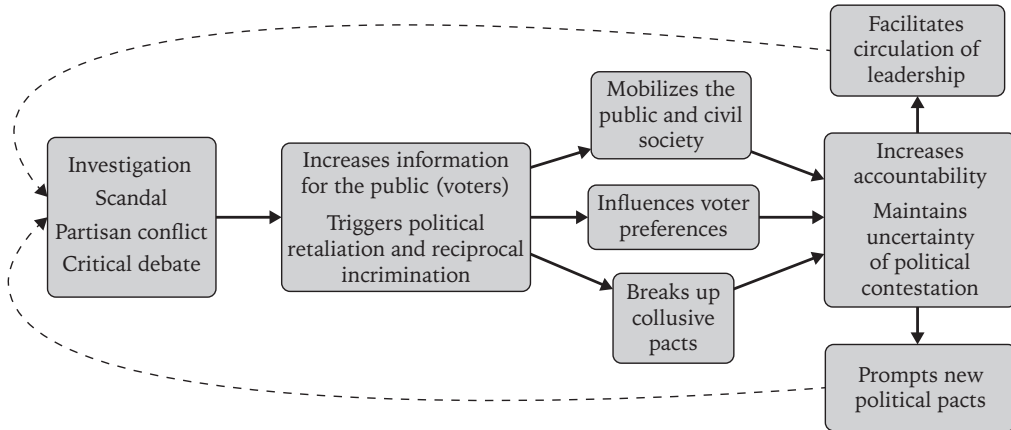 Facilitates
circulation of
leadership
Investigation
Scandal
Partisan conflict
Critical debate
Increases information
for the public (voters)
Triggers political
retaliation and reciprocal
incrimination
Mobilizes the
public and civil
society
Influences voter
preferences
Breaks up
collusive
pacts
Increases
accountability
Maintains
uncertainty
of political
contestation
Prompts new
political pacts